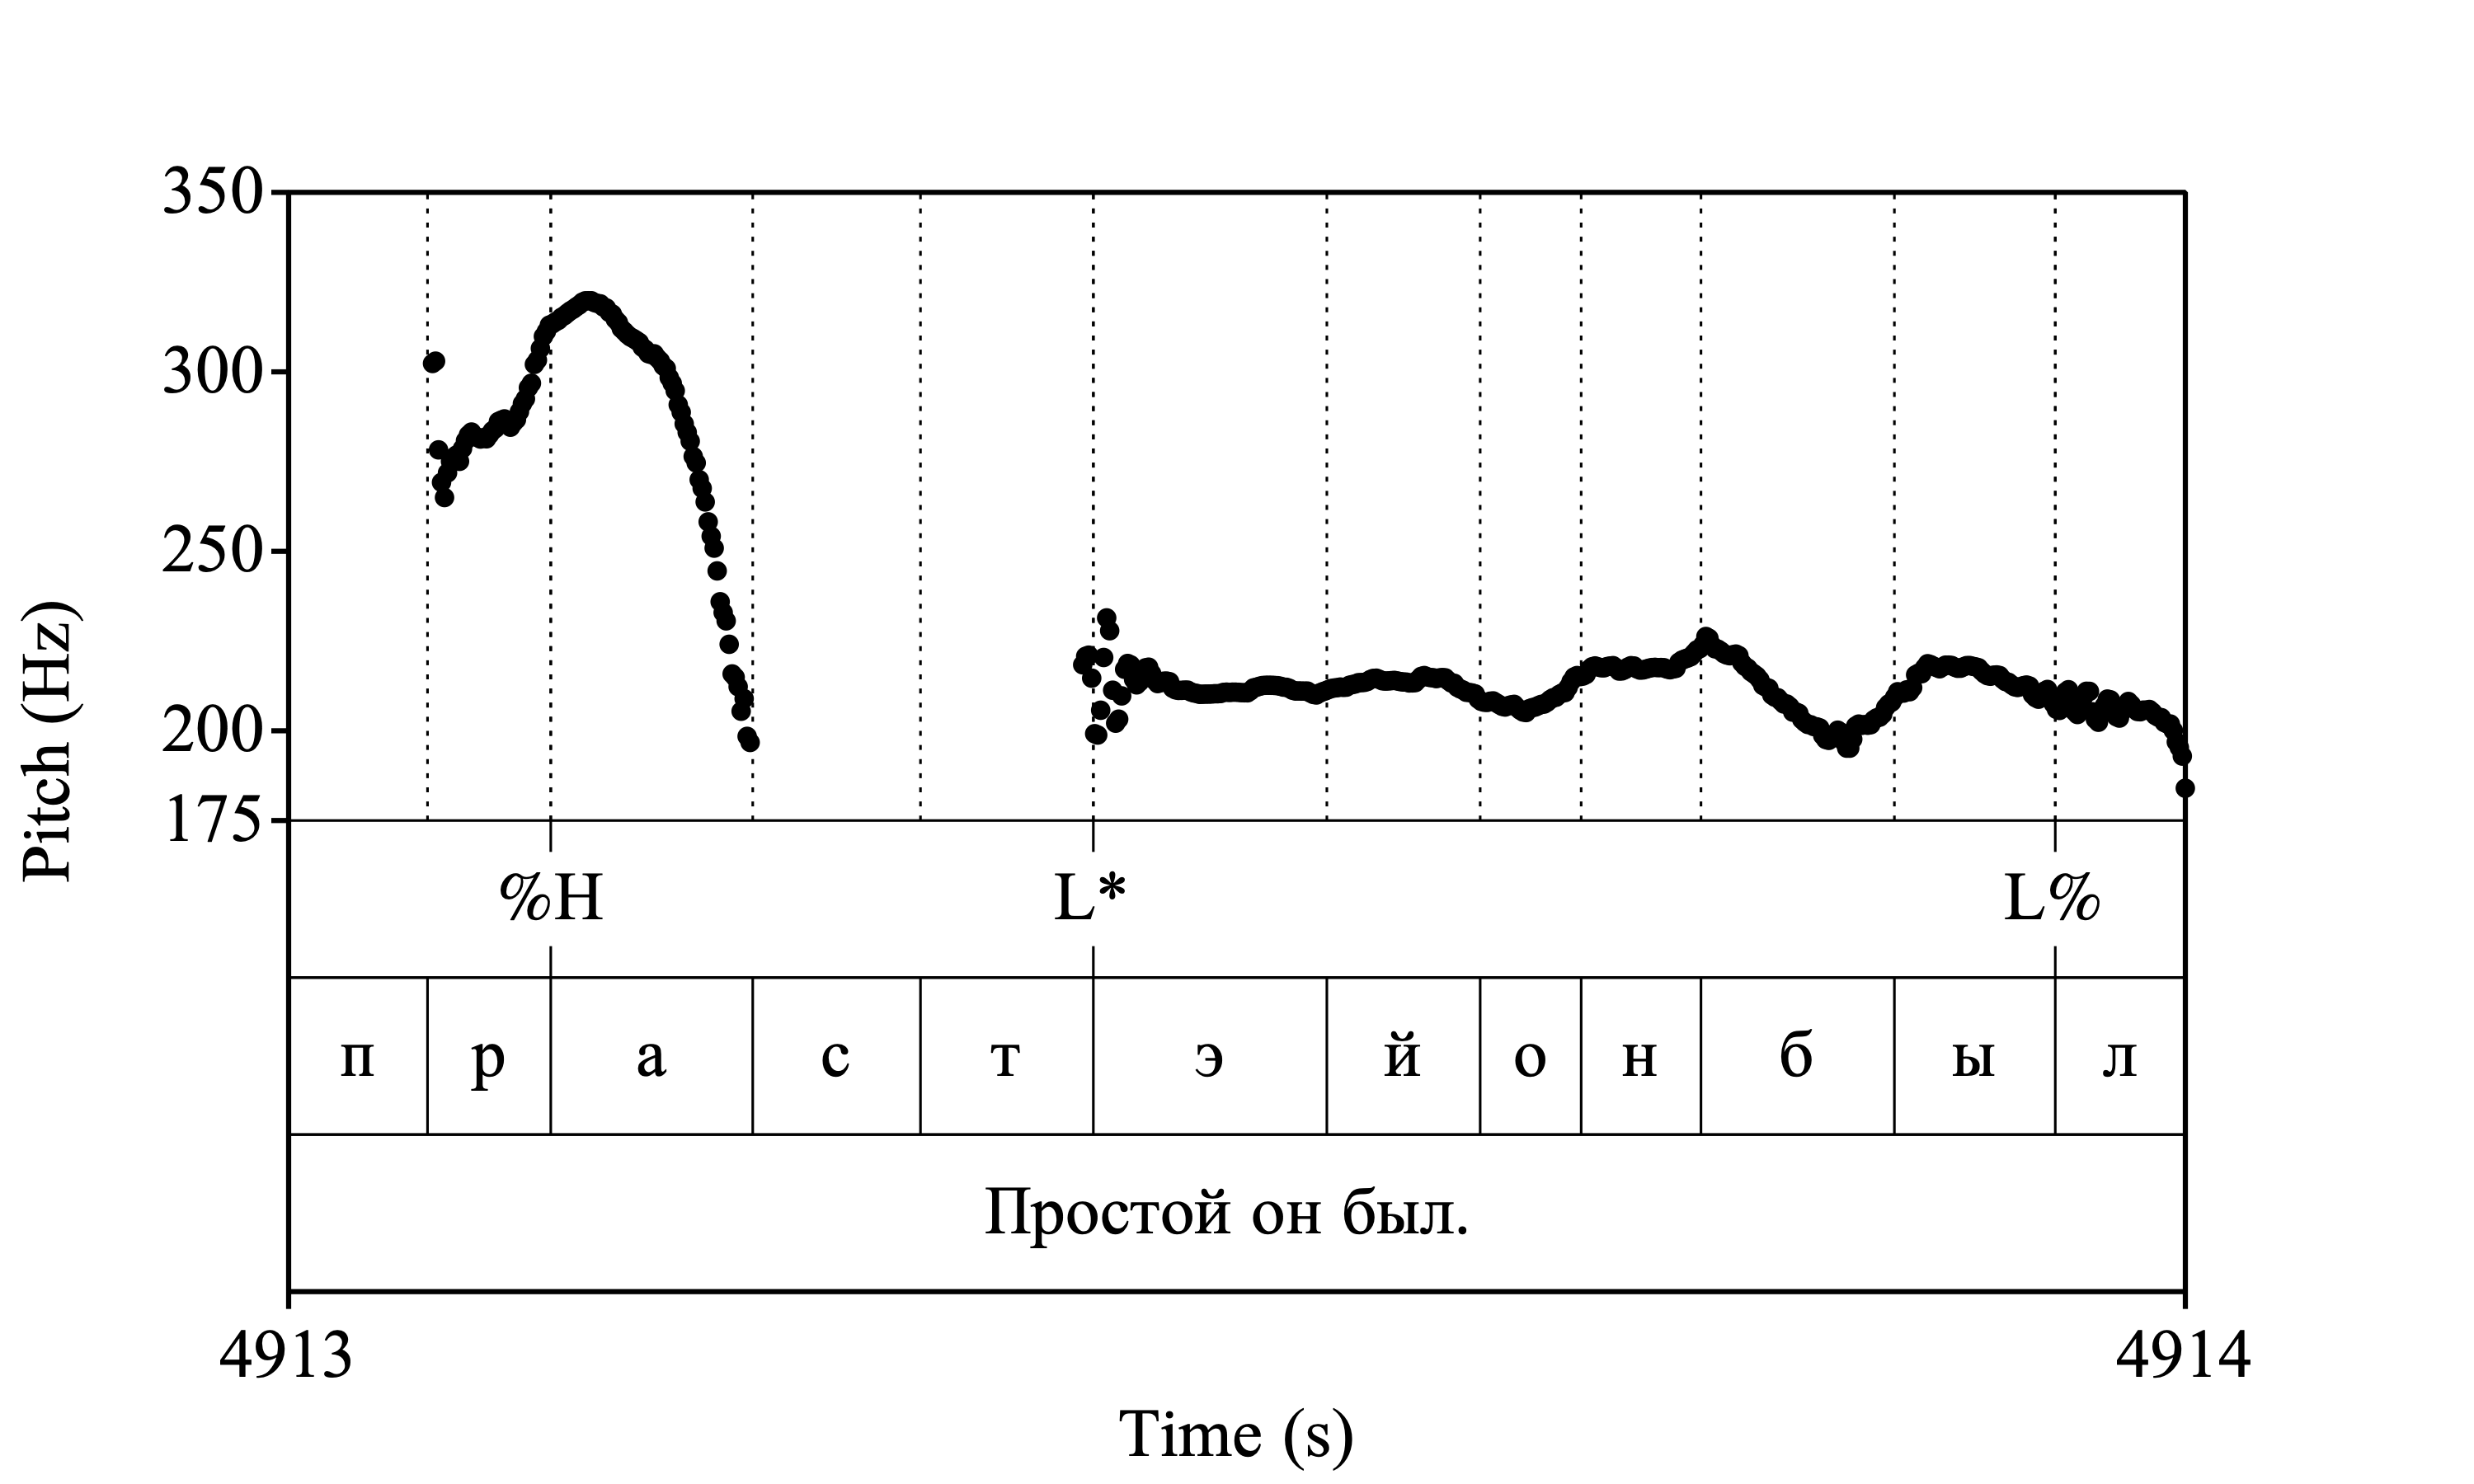 350
300
250
200
175
Pitch (Hz)
%H L* L%
п р а с т э й о н б ы л
Простой он был.
4913 4914
Time (s)